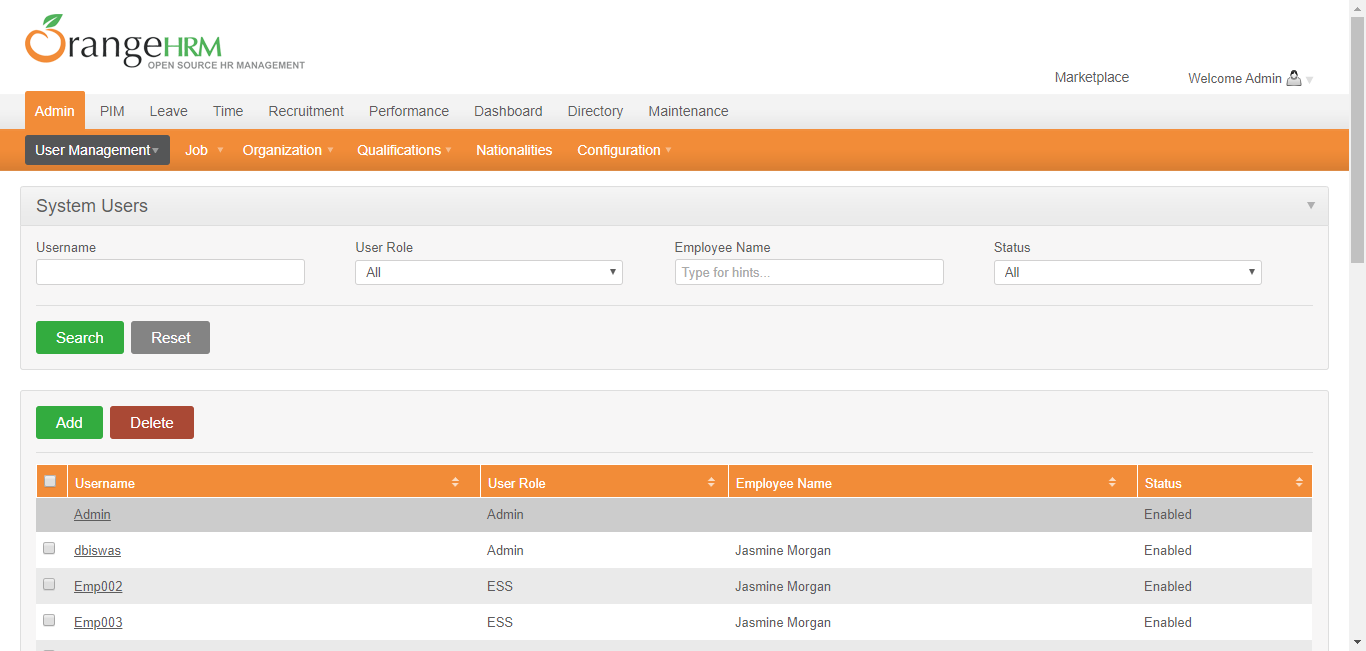 OrangeHRM
OPEN SOURCE HR MANAGEMENT
Marketplace Welcome Admin
Admin PIM Leave Time Recruitment Performance Dashboard Directory Maintenance
User Management Job Organization Qualifications Nationalities Configuration
System Users
Username User Role Employee Name Status
All Type for hints... All
Search Reset
Add Delete
Username User Role Employee Name Status
Admin Admin Enabled
dbiswas Admin Jasmine Morgan Enabled
Emp002 ESS Jasmine Morgan Enabled
Emp003 ESS Jasmine Morgan Enabled